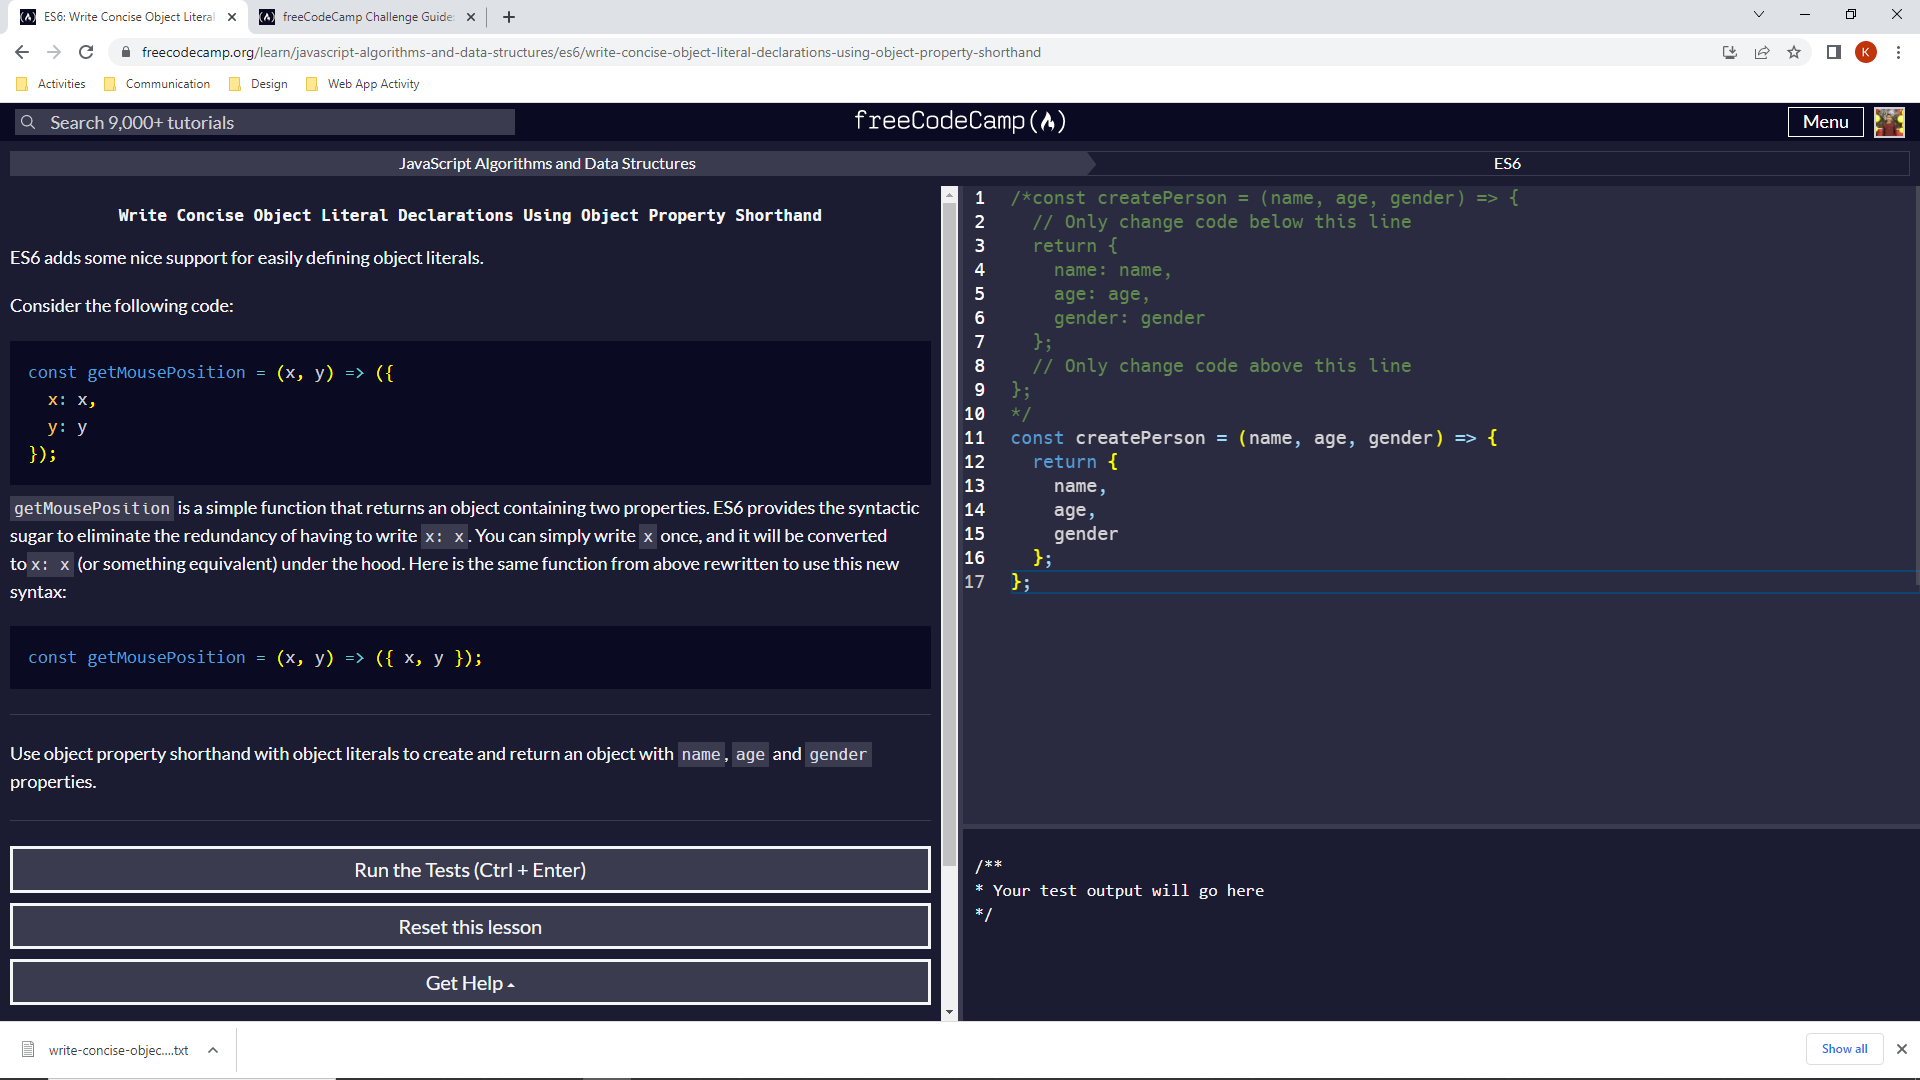 ES6: Write Concise Object Literal
freeCodeCamp Challenge Guide:
freecodecamp.org/learn/javascript-algorithms-and-data-structures/es6/write-concise-object-literal-declarations-using-object-property-shorthand
K
Activities
Communication
Design
Web App Activity
Search 9,000+ tutorials
freeCodeCamp
Menu
JavaScript Algorithms and Data Structures
ES6
Write Concise Object Literal Declarations Using Object Property Shorthand
ES6 adds some nice support for easily defining object literals.
Consider the following code:
const getMousePosition = (x, y) => ({
x: x,
y: y
});
getMousePosition is a simple function that returns an object containing two properties. ES6 provides the syntactic
sugar to eliminate the redundancy of having to write x: x. You can simply write x once, and it will be converted
to x: x (or something equivalent) under the hood. Here is the same function from above rewritten to use this new
syntax:
const getMousePosition = (x, y) => ({ x, y });
Use object property shorthand with object literals to create and return an object with name, age and gender
properties.
Run the Tests (Ctrl + Enter)
Reset this lesson
Get Help
1 /*const createPerson = (name, age, gender) => {
2 // Only change code below this line
3 return {
4 name: name,
5 age: age,
6 gender: gender
7 };
8 // Only change code above this line
9 };
10 */
11 const createPerson = (name, age, gender) => {
12 return {
13 name,
14 age,
15 gender
16 };
17 };
/**
* Your test output will go here
*/
write-concise-objec....txt
Show all